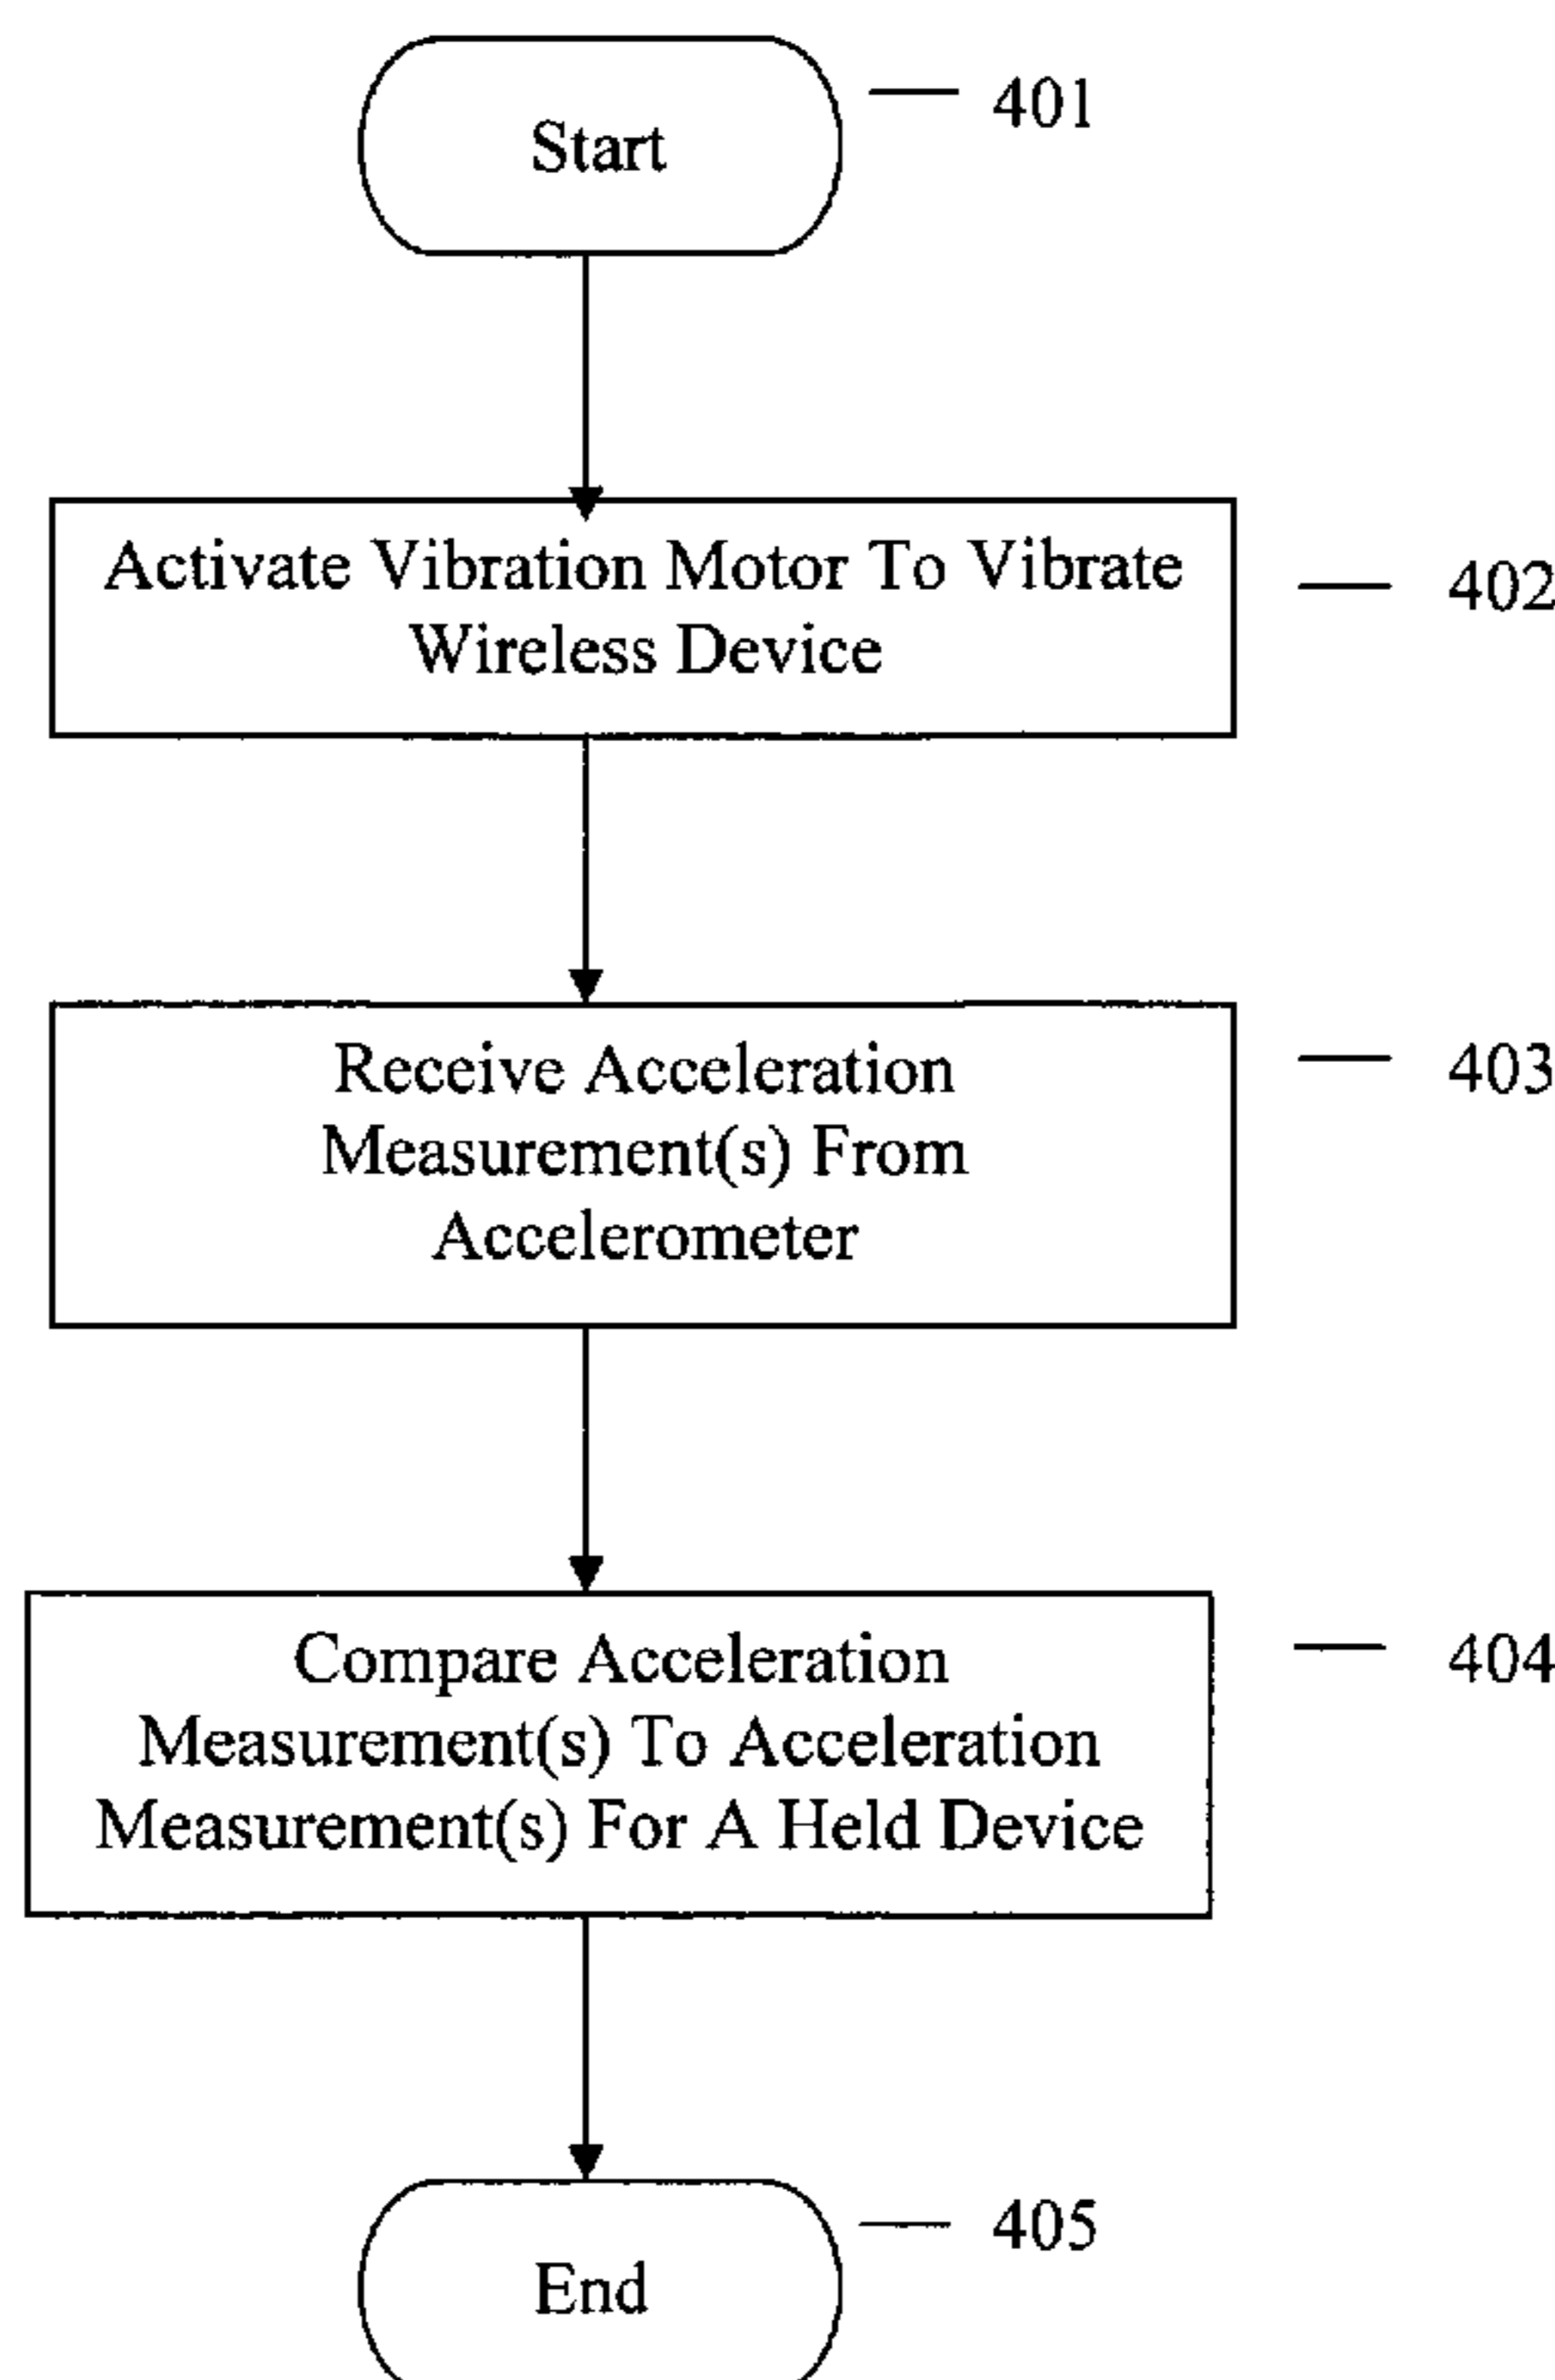 Start
401
Activate Vibration Motor To Vibrate
Wireless Device
402
Receive Acceleration
Measurement(s) From
Accelerometer
403
Compare Acceleration
Measurement(s) To Acceleration
Measurement(s) For A Held Device
404
End
405